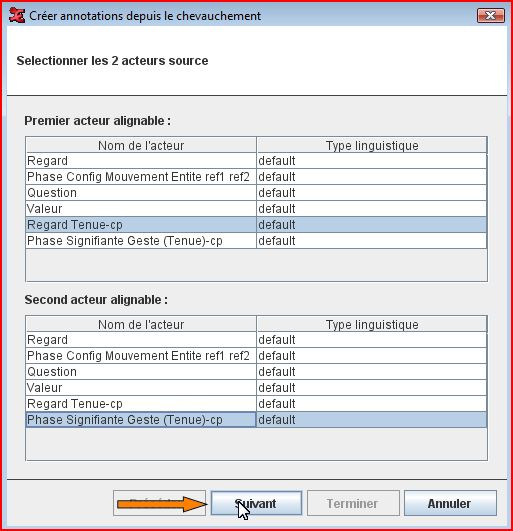 Créer annotations depuis le chevauchement
Selectionner les 2 acteurs source
Premier acteur alignable :
Nom de l'acteur Type linguistique
Regard default
Phase Config Mouvement Entite ref1 ref2 default
Question default
Valeur default
Regard Tenue-cp default
Phase Signifiante Geste (Tenue)-cp default
Second acteur alignable :
Nom de l'acteur Type linguistique
Regard default
Phase Config Mouvement Entite ref1 ref2 default
Question default
Valeur default
Regard Tenue-cp default
Phase Signifiante Geste (Tenue)-cp default
Suivant Terminer Annuler